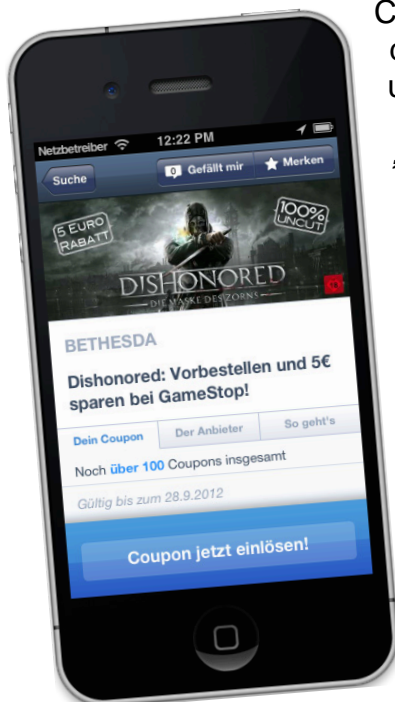 C
Netzbetreiber 12:22 PM
Suche
0 Gefällt mir
Merken
5 EURO
RABATT
100%
UNCUT
DISHONORED
DIE MASKE DES ZORNS
18
BETHESDA
Dishonored: Vorbestellen und 5€
sparen bei GameStop!
Dein Coupon
Der Anbieter
So geht's
Noch über 100 Coupons insgesamt
Gültig bis zum 28.9.2012
Coupon jetzt einlösen!